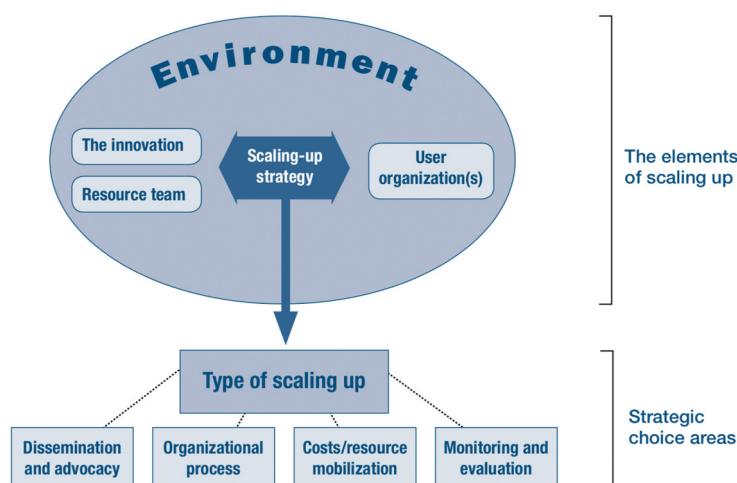 Environment
The innovation
Resource team
Scaling-up
strategy
User
organization(s)
The elements
of scaling up
Type of scaling up
Dissemination
and advocacy
Organizational
process
Costs/resource
mobilization
Monitoring and
evaluation
Strategic
choice areas